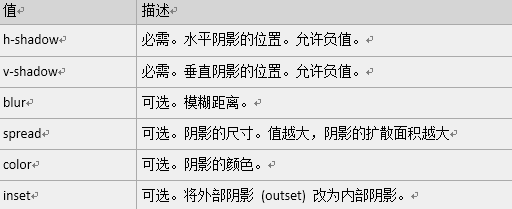 值 描述
h-shadow 必需。水平阴影的位置。允许负值。
v-shadow 必需。垂直阴影的位置。允许负值。
blur 可选。模糊距离。
spread 可选。阴影的尺寸。值越大，阴影的扩散面积越大
color 可选。阴影的颜色。
inset 可选。将外部阴影 (outset) 改为内部阴影。